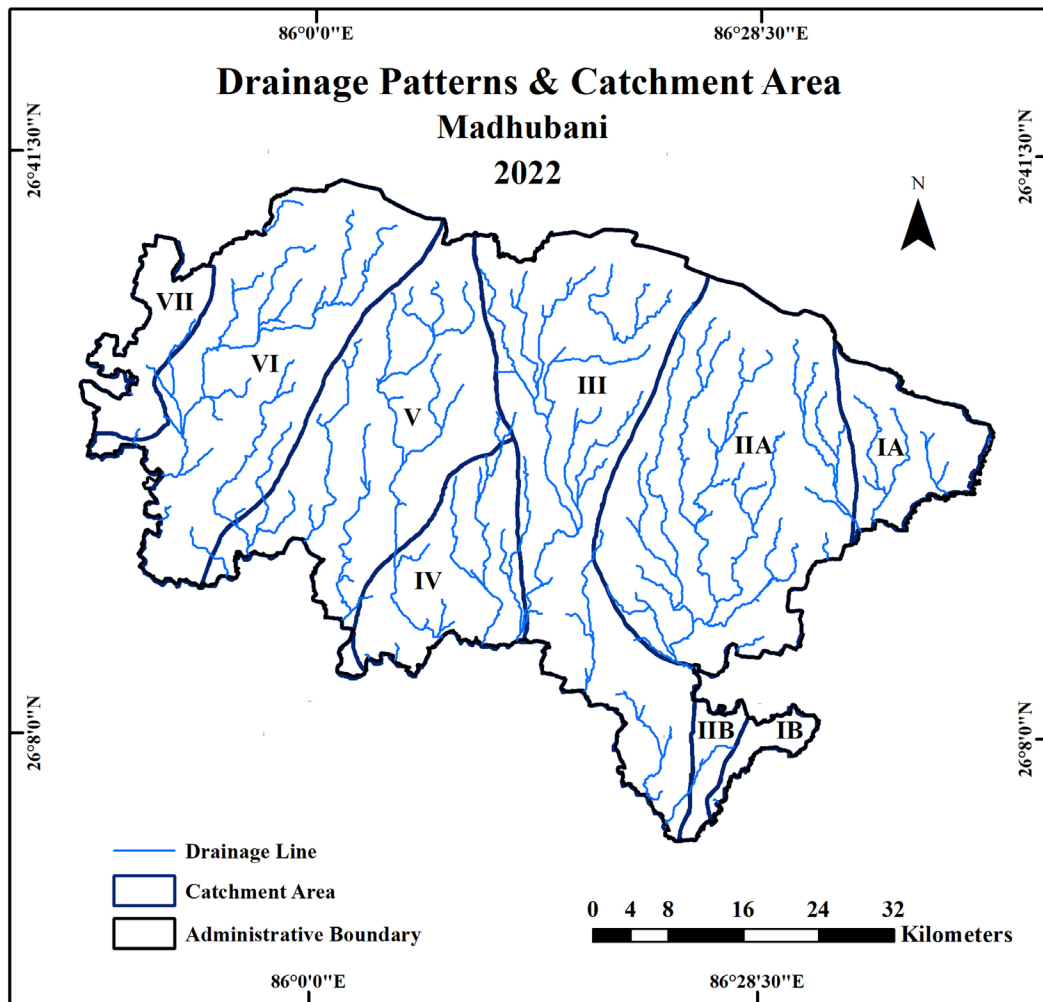 86°0'0"E 86°28'30"E
Drainage Patterns & Catchment Area
Madhubani
2022
26°41'30"N 26°41'30"N
N
VII
VI
III
V
IIA
IA
IV
IIB
IB
26°8'0"N 26°8'0"N
Drainage Line
Catchment Area
Administrative Boundary
0 4 8 16 24 32
Kilometers
86°0'0"E 86°28'30"E